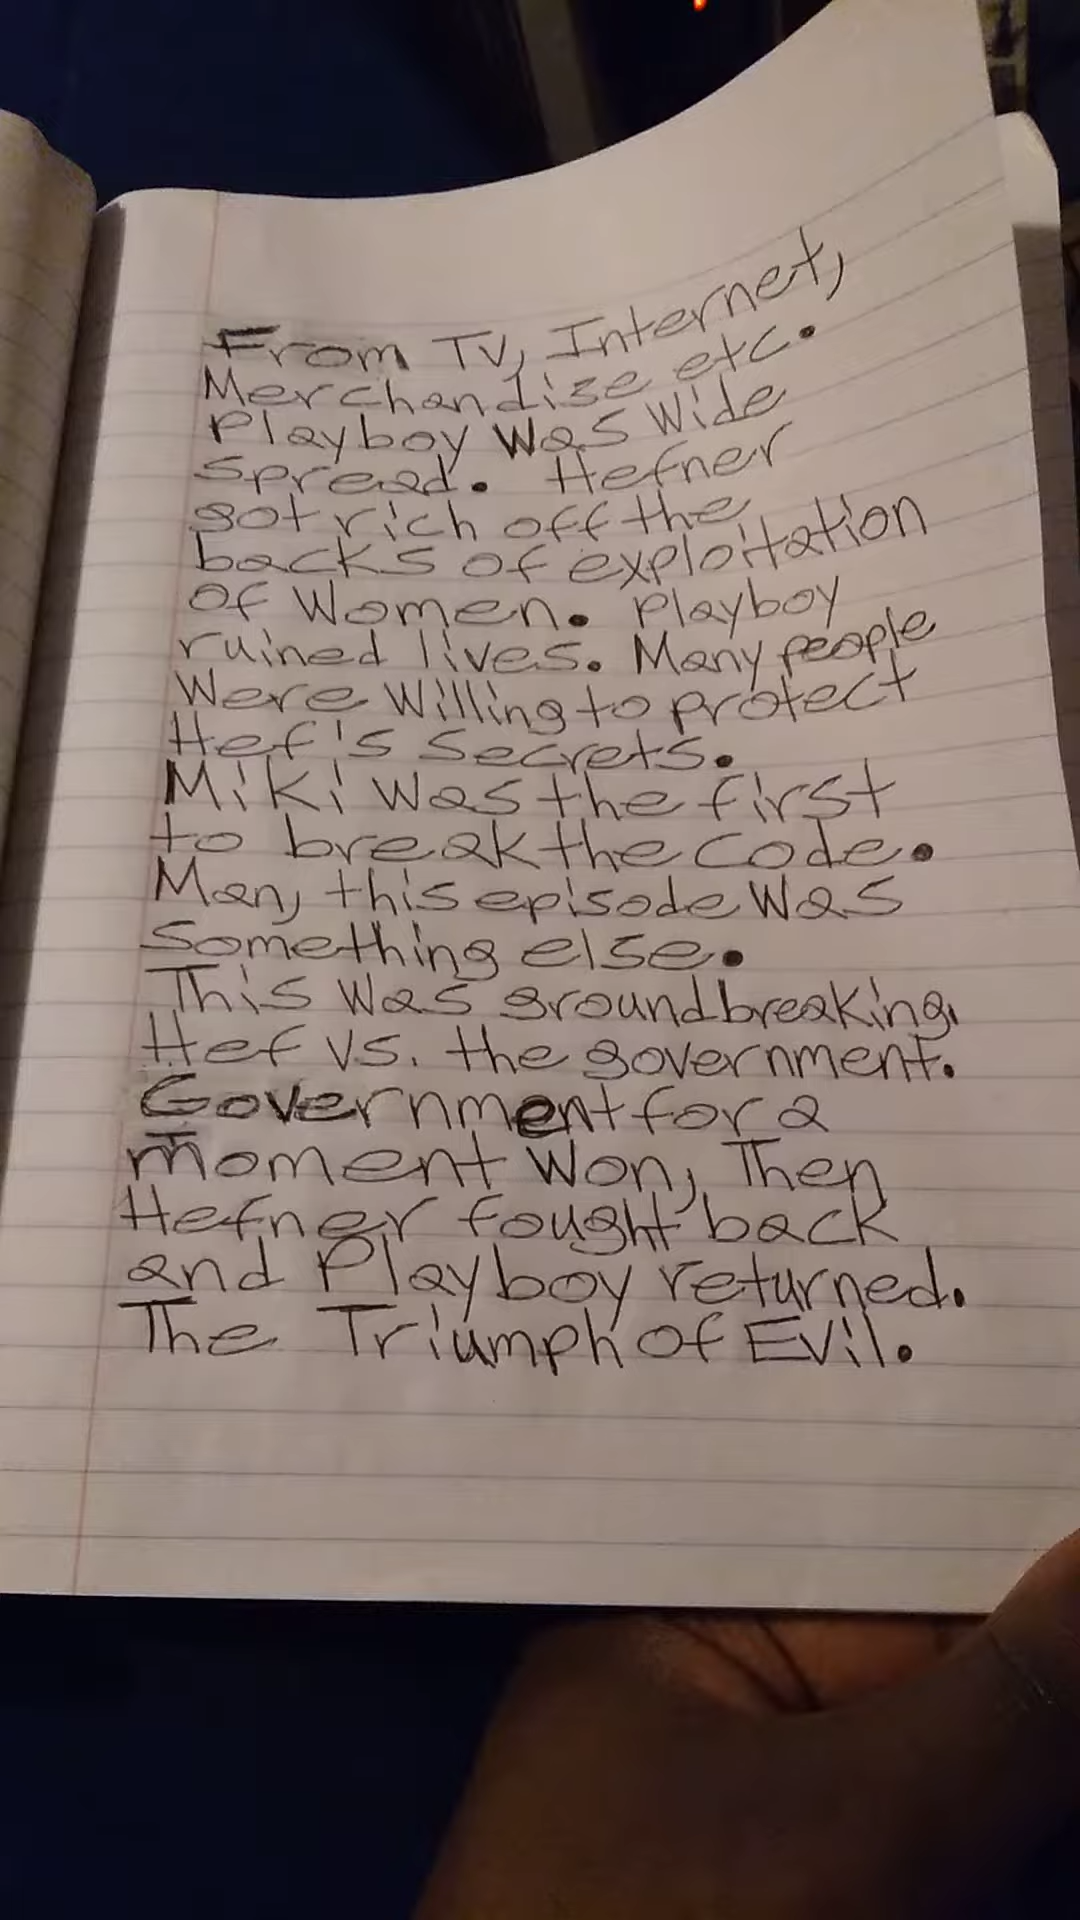 From TV, Internet,
Merchandise etc.
Playboy was wide
spread. Hefner
got rich off the
backs of exploitation
of Women. Playboy
ruined lives. Many people
Were Willing to protect
Hef's Secrets.
Miki was the first
to break the code.
Man, this episode was
Something else.
This was groundbreaking.
Hef vs. the government.
Government for a
moment won, Then
Hefner fought back
and Playboy returned.
The Triumph of Evil.